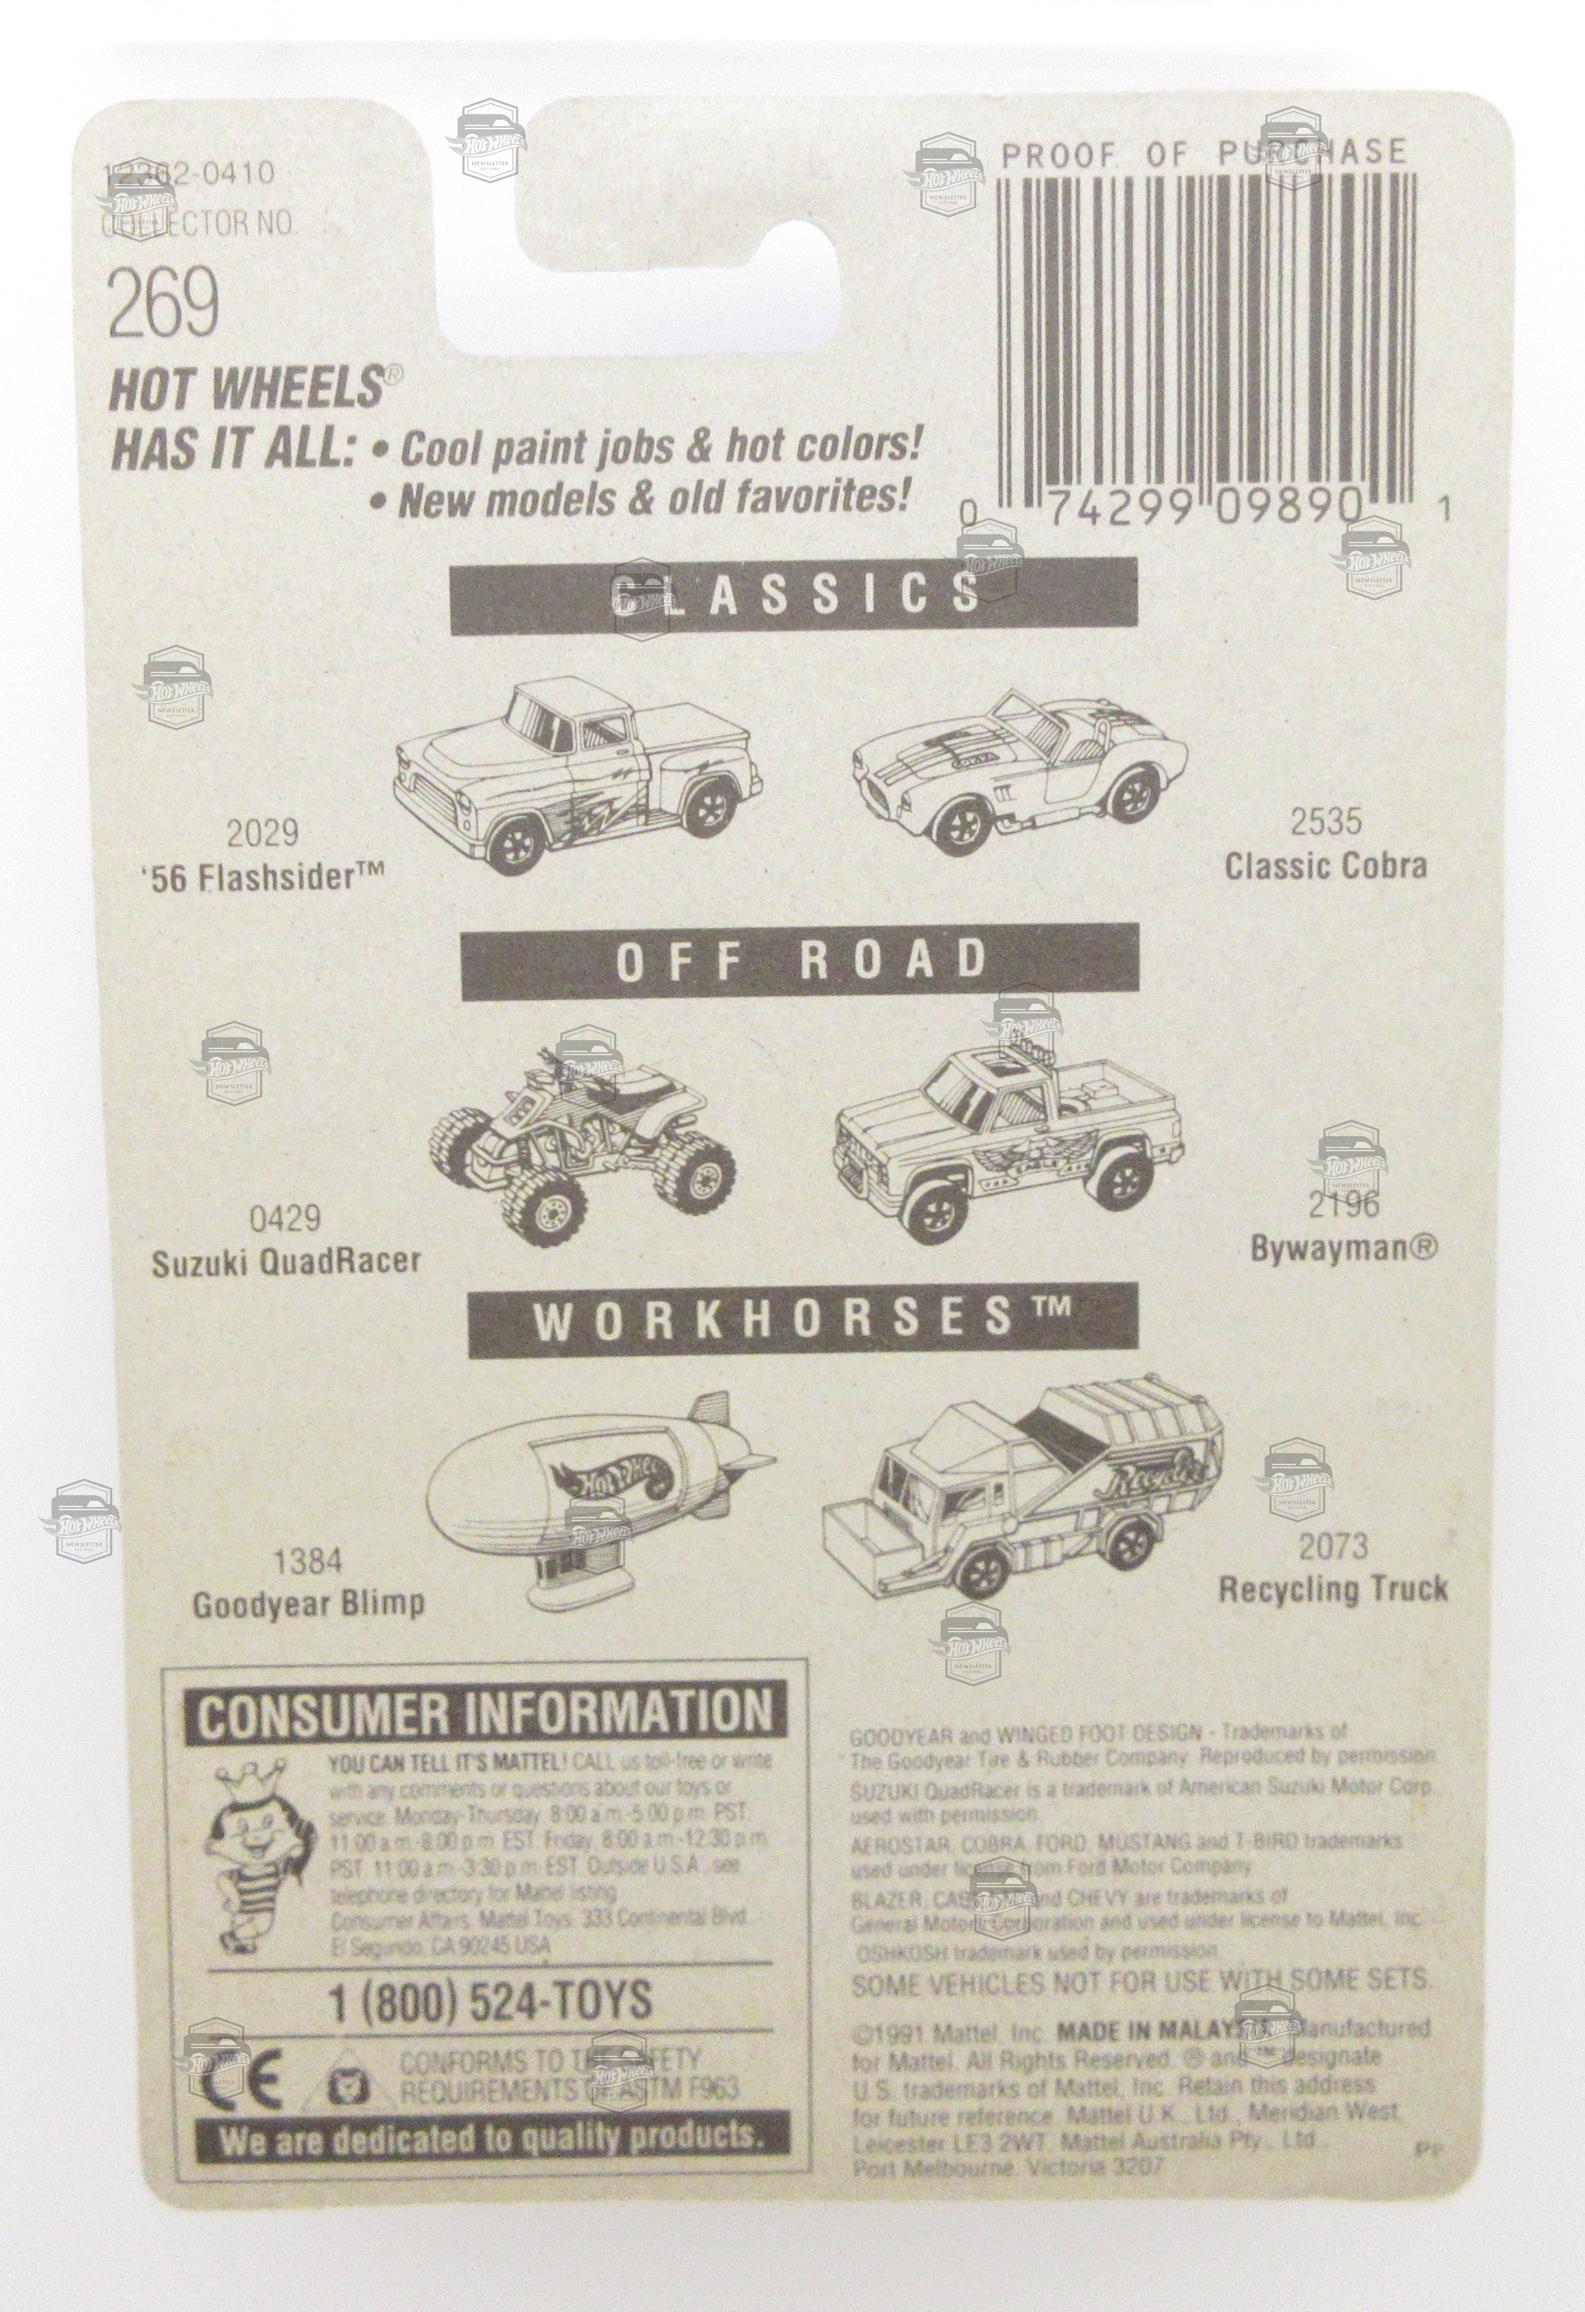 12362-0410
COLLECTOR NO.
269
HOT WHEELS®
HAS IT ALL: • Cool paint jobs & hot colors!
• New models & old favorites!
PROOF OF PURCHASE
0 74299 09890 1
CLASSICS
2029
'56 Flashsider™
2535
Classic Cobra
OFF ROAD
0429
Suzuki QuadRacer
EAGLE
2196
Bywayman®
WORKHORSES™
Hot Wheels
1384
Goodyear Blimp
Recycler
2073
Recycling Truck
CONSUMER INFORMATION
YOU CAN TELL IT'S MATTEL! CALL us toll-free or write
with any comments or questions about our toys or
service. Monday-Thursday, 8:00 a.m.-5:00 p.m. PST.
11:00 a.m.-8:00 p.m. EST. Friday, 8:00 a.m.-12:30 p.m.
PST, 11:00 a.m.-3:30 p.m. EST. Outside U.S.A., see
telephone directory for Mattel listing.
Consumer Affairs, Mattel Toys, 333 Continental Blvd.
El Segundo, CA 90245 USA
1 (800) 524-TOYS
CE
CONFORMS TO THE SAFETY
REQUIREMENTS OF ASTM F963
We are dedicated to quality products.
GOODYEAR and WINGED FOOT DESIGN - Trademarks of
The Goodyear Tire & Rubber Company. Reproduced by permission.
SUZUKI QuadRacer is a trademark of American Suzuki Motor Corp.
used with permission.
AEROSTAR, COBRA, FORD, MUSTANG and T-BIRD trademarks
used under license from Ford Motor Company.
BLAZER, and CHEVY are trademarks of
General Motors Corporation and used under license to Mattel, Inc.
OSHKOSH trademark used by permission.
SOME VEHICLES NOT FOR USE WITH SOME SETS.
©1991 Mattel, Inc. MADE IN MALAYSIA. Manufactured
for Mattel. All Rights Reserved. ® and designate
U.S. trademarks of Mattel, Inc. Retain this address
for future reference. Mattel U.K., Ltd., Meridian West,
Leicester LE3 2WT. Mattel Australia Pty., Ltd.,
Port Melbourne, Victoria 3207.
PP